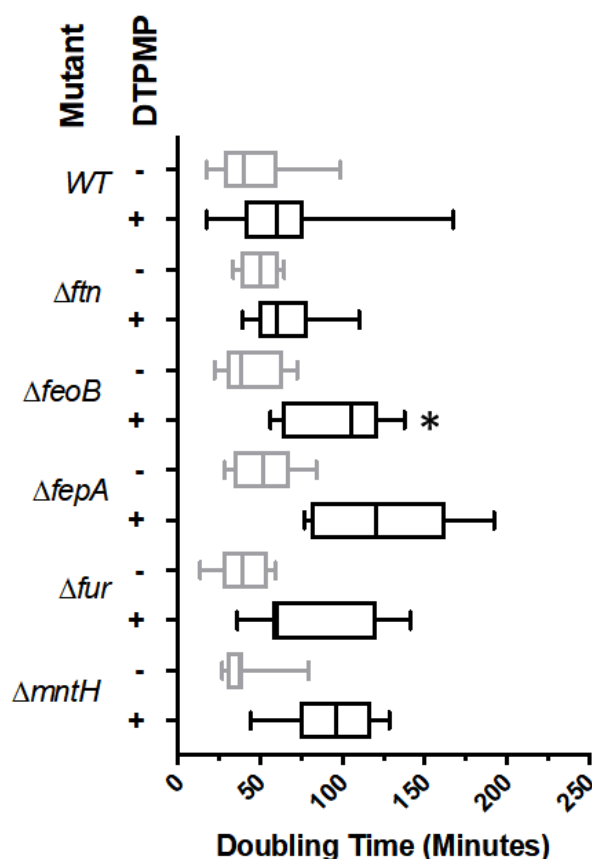 Mutant DTPMP
WT -
+
Δftn -
+
ΔfeoB -
+ *
ΔfepA -
+
Δfur -
+
ΔmntH -
+
0 50 100 150 200 250
Doubling Time (Minutes)